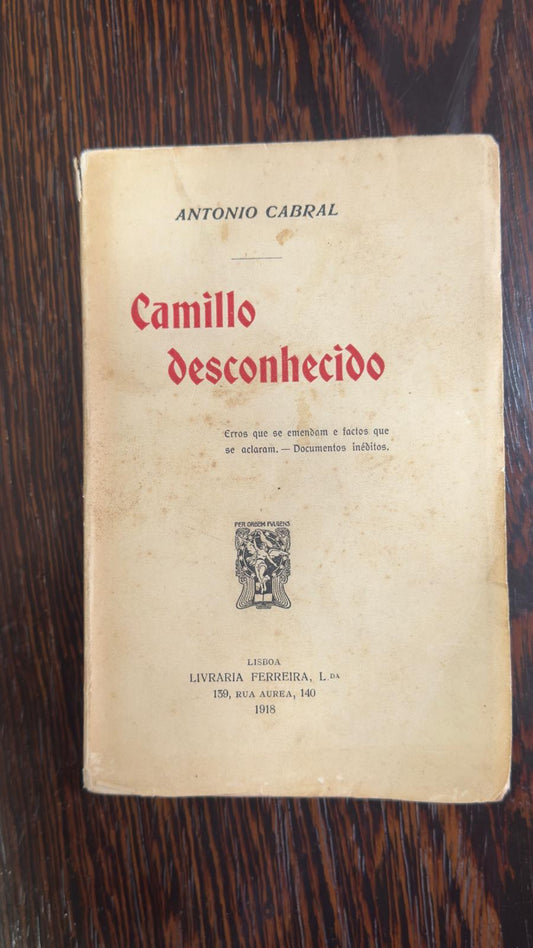 ANTONIO CABRAL
Camillo
desconhecido
Erros que se emendam e factos que
se aclaram. — Documentos inéditos.
PER ORBEM FULGENS
LISBOA
LIVRARIA FERREIRA, L.DA
139, RUA AUREA, 140
1918